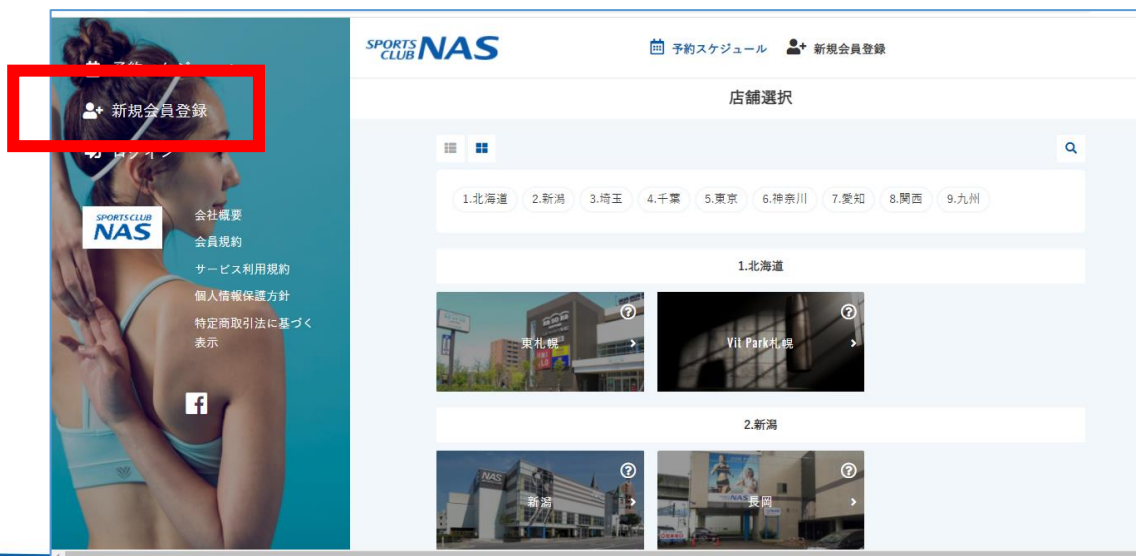 新規会員登録
ログイン
SPORTS CLUB
NAS
会社概要
会員規約
サービス利用規約
個人情報保護方針
特定商取引法に基づく
表示
SPORTS
CLUB NAS
予約スケジュール
新規会員登録
店舗選択
1.北海道 2.新潟 3.埼玉 4.千葉 5.東京 6.神奈川 7.愛知 8.関西 9.九州
1.北海道
東札幌
Vit Park札幌
2.新潟
NAS
新潟
NAS
長岡